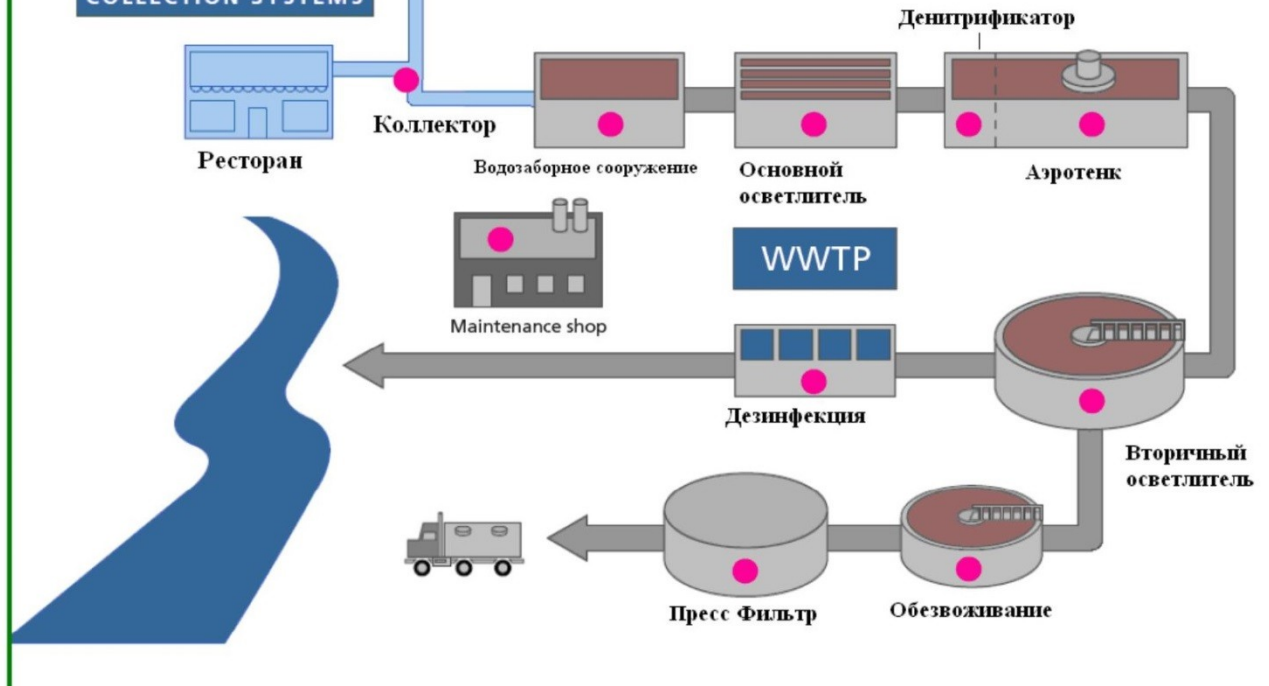 COLLECTION SYSTEMS
Денитрификатор
Коллектор
Ресторан
Водозаборное сооружение
Основной
осветлитель
Аэротенк
WWTP
Maintenance shop
Дезинфекция
Вторичный
осветлитель
Пресс Фильтр
Обезвоживание